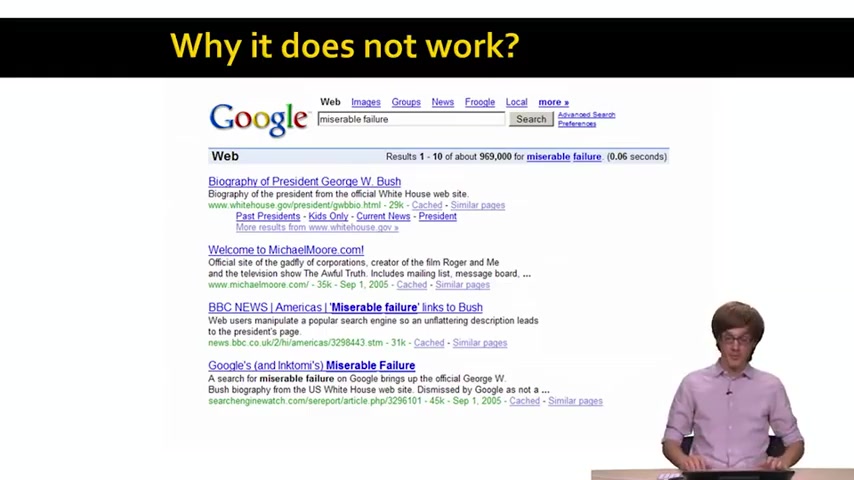 Why it does not work?
Web Images Groups News Froogle Local more »
Google
miserable failure Search Advanced Search
Preferences
Web Results 1 - 10 of about 969,000 for miserable failure. (0.06 seconds)
Biography of President George W. Bush
Biography of the president from the official White House web site.
www.whitehouse.gov/president/gwbbio.html - 29k - Cached - Similar pages
Past Presidents - Kids Only - Current News - President
More results from www.whitehouse.gov »
Welcome to MichaelMoore.com!
Official site of the gadfly of corporations, creator of the film Roger and Me
and the television show The Awful Truth. Includes mailing list, message board, ...
www.michaelmoore.com/ - 35k - Sep 1, 2005 - Cached - Similar pages
BBC NEWS | Americas | 'Miserable failure' links to Bush
Web users manipulate a popular search engine so an unflattering description leads
to the president's page.
news.bbc.co.uk/2/hi/americas/3298443.stm - 31k - Cached - Similar pages
Google's (and Inktomi's) Miserable Failure
A search for miserable failure on Google brings up the official George W.
Bush biography from the US White House web site. Dismissed by Google as not a ...
searchenginewatch.com/sereport/article.php/3296101 - 45k - Sep 1, 2005 - Cached - Similar pages